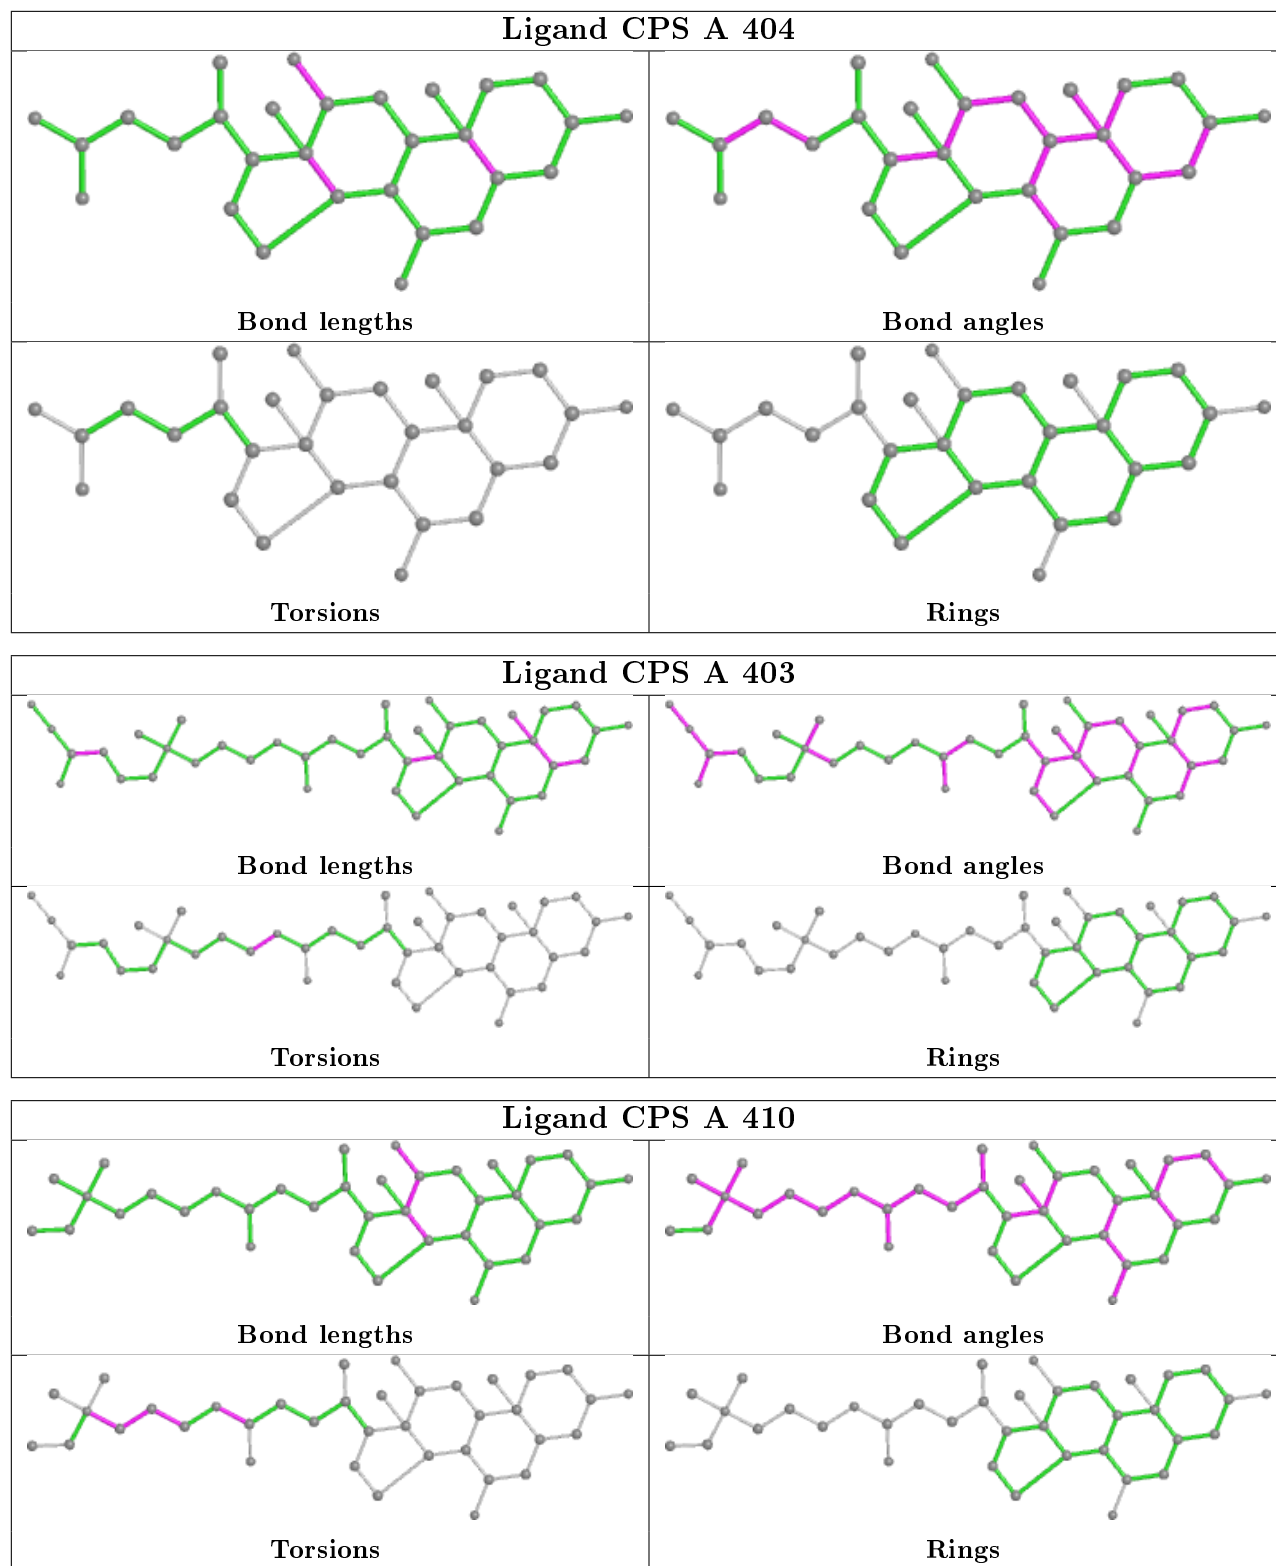 Ligand CPS A 404
Bond lengths
Bond angles
Torsions
Rings
Ligand CPS A 403
Bond lengths
Bond angles
Torsions
Rings
Ligand CPS A 410
Bond lengths
Bond angles
Torsions
Rings